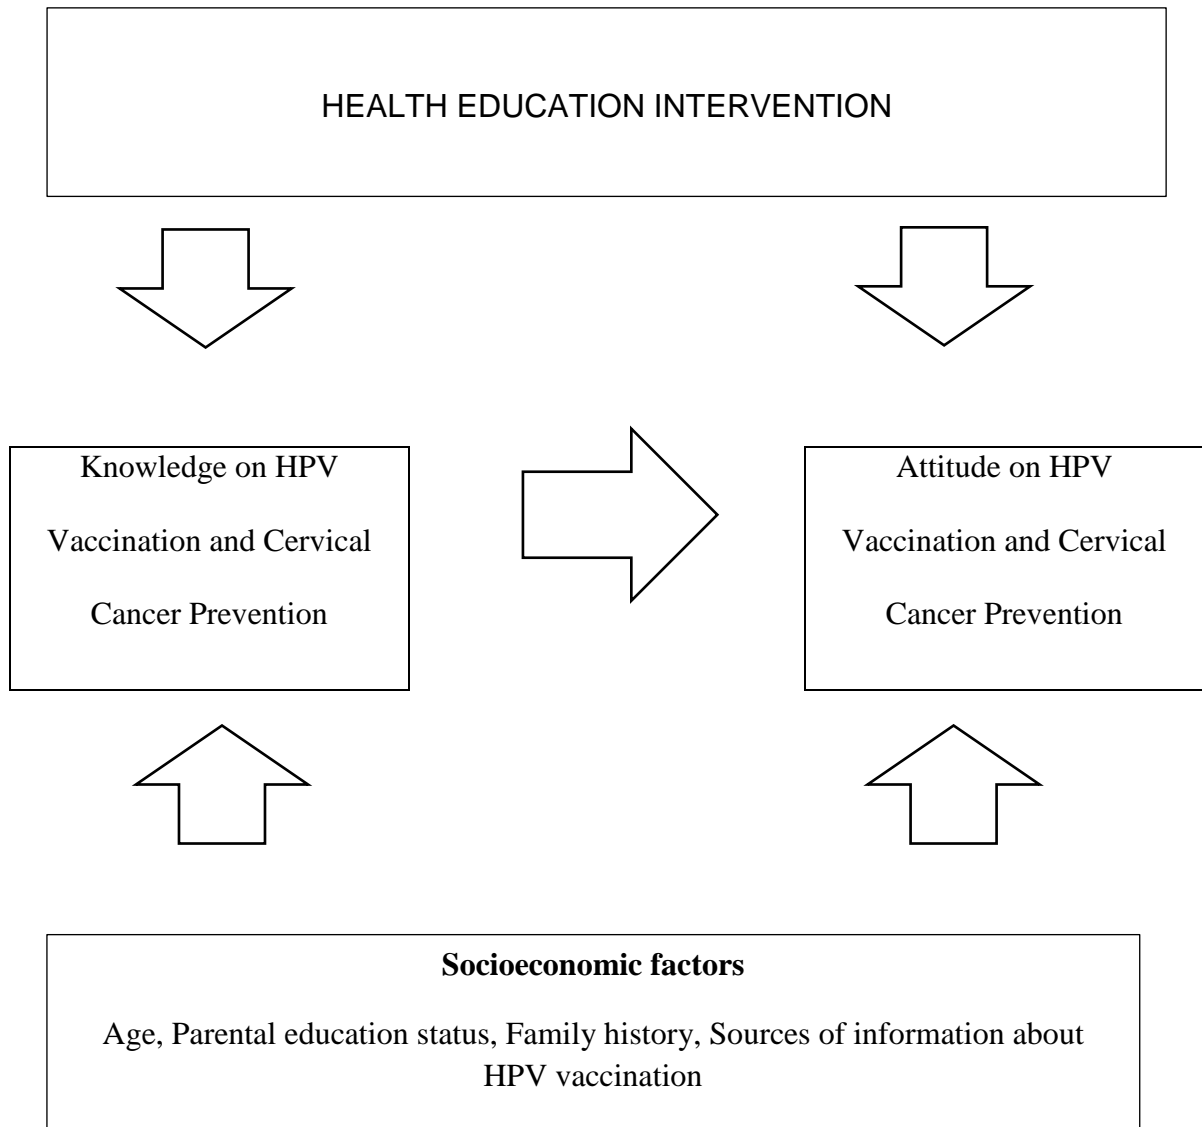 HEALTH EDUCATION INTERVENTION
Knowledge on HPV
Vaccination and Cervical
Cancer Prevention
Attitude on HPV
Vaccination and Cervical
Cancer Prevention
Socioeconomic factors
Age, Parental education status, Family history, Sources of information about
HPV vaccination